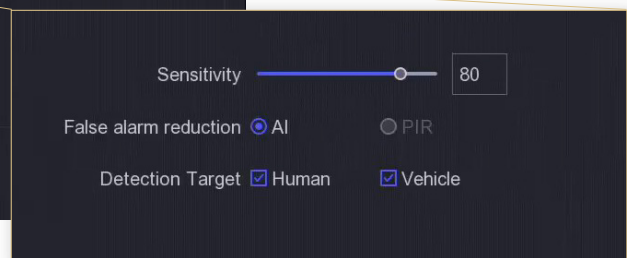 Sensitivity 80
False alarm reduction AI PIR
Detection Target Human Vehicle